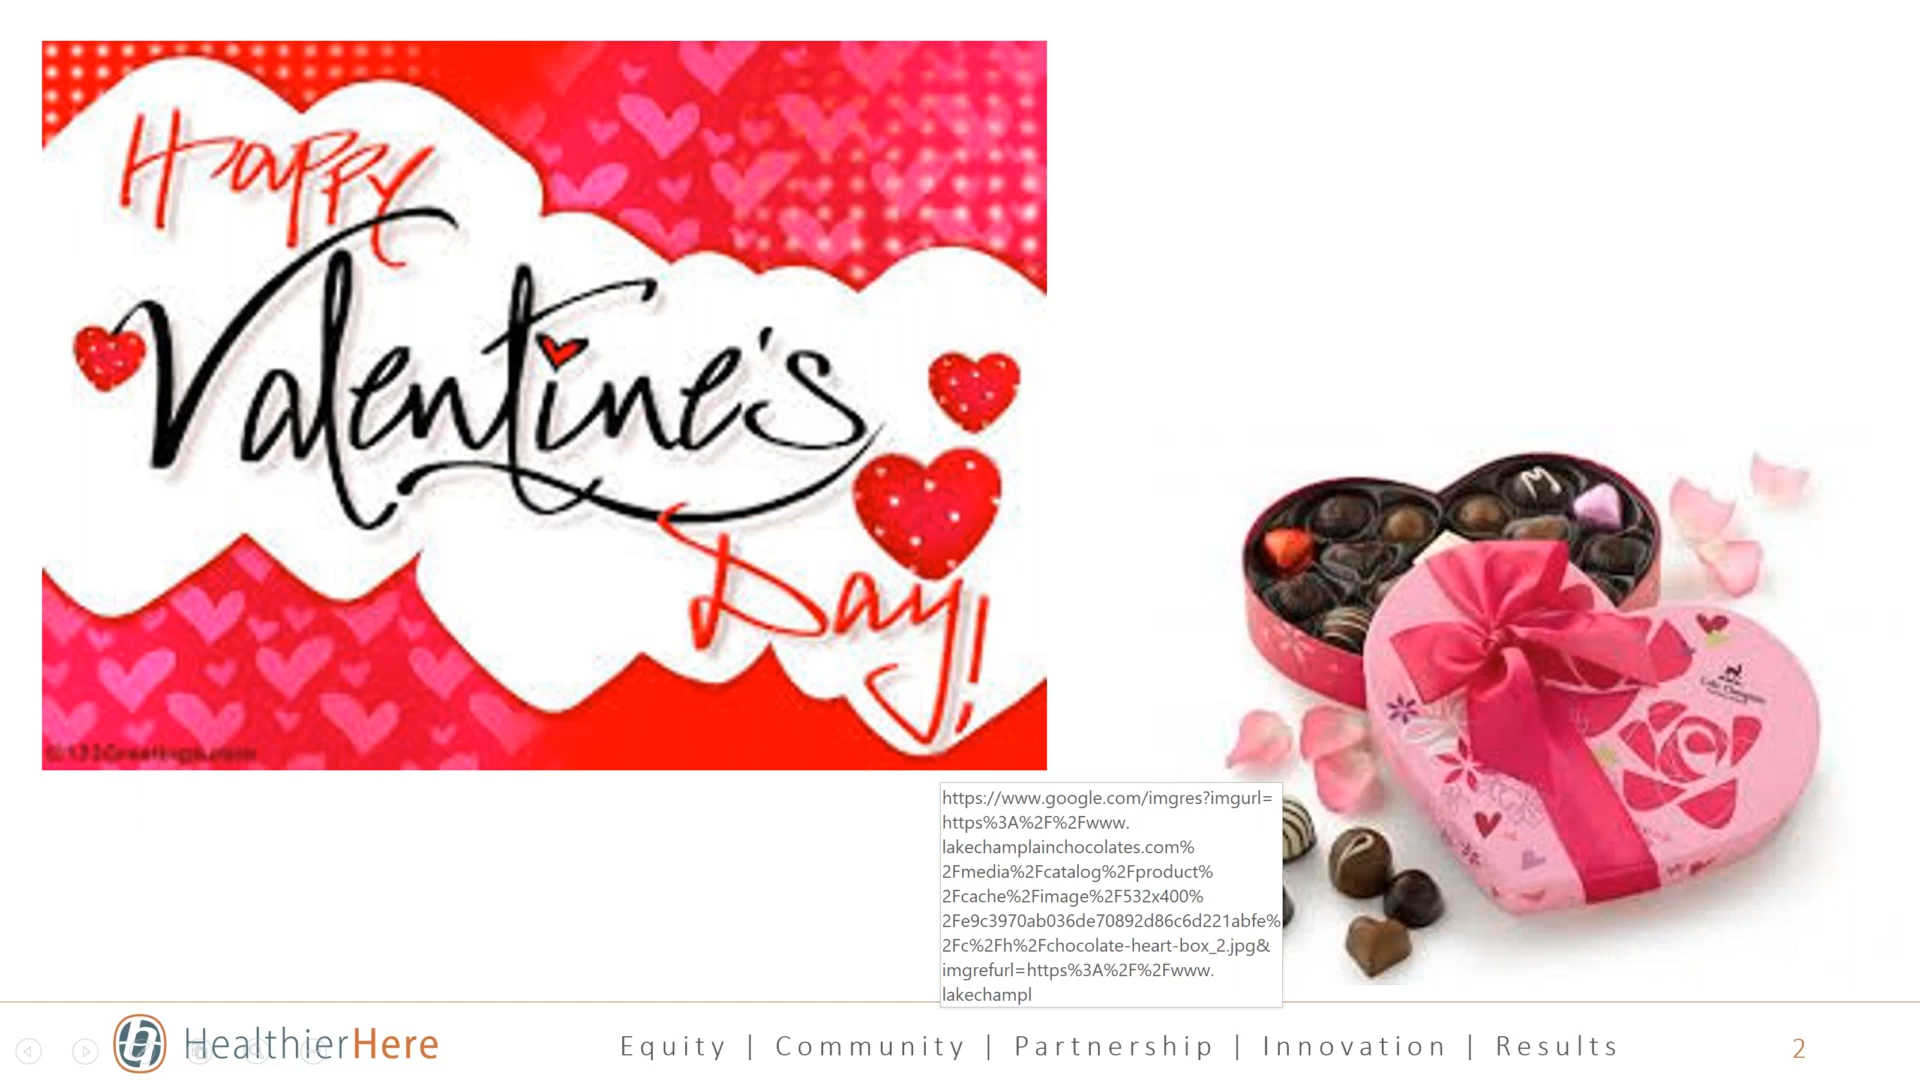 Happy
Valentine's
Day!
©123Greetings.com
https://www.google.com/imgres?imgurl=
https%3A%2F%2Fwww.
lakechamplainchocolates.com%
2Fmedia%2Fcatalog%2Fproduct%
2Fcache%2Fimage%2F532x400%
2Fe9c3970ab036de70892d86c6d221abfe%
2Fc%2Fh%2Fchocolate-heart-box_2.jpg&
imgrefurl=https%3A%2F%2Fwww.
lakechampl
HealthierHere
Equity | Community | Partnership | Innovation | Results
2